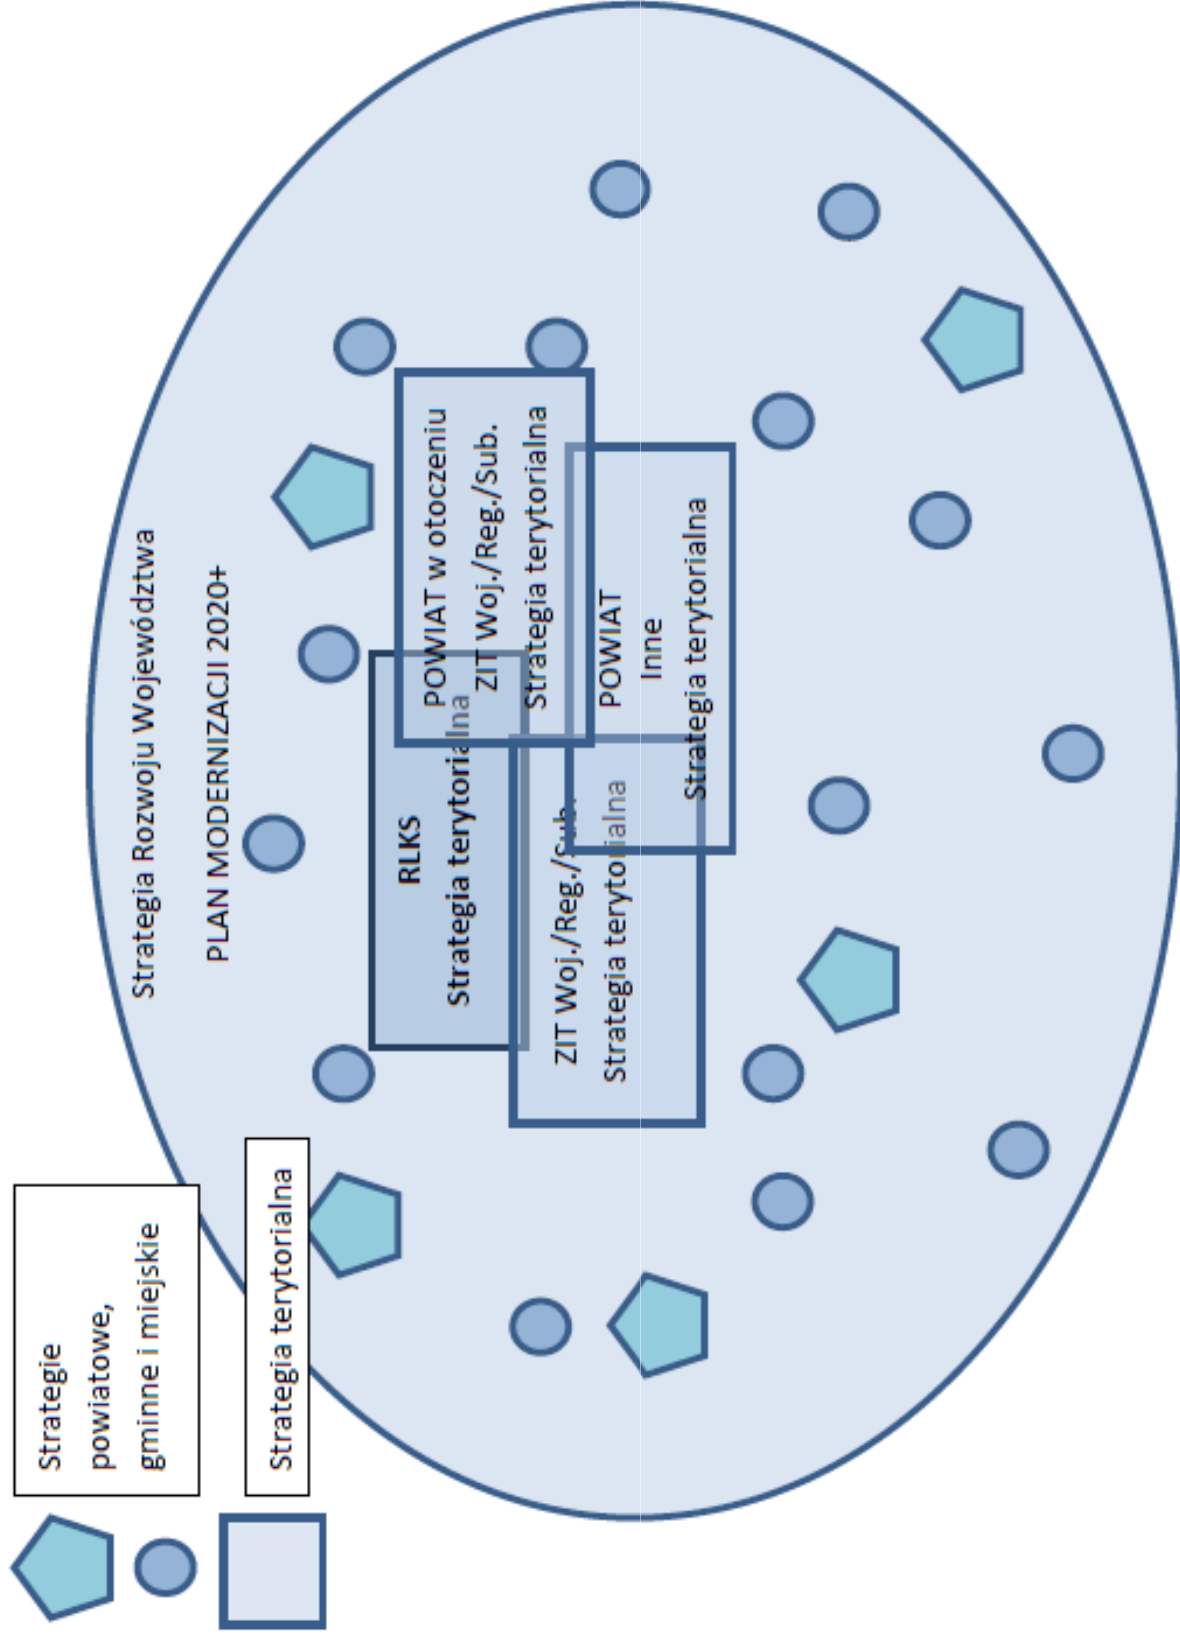 Strategie
powiatowe,
gminne i miejskie
Strategia terytorialna
Strategia Rozwoju Województwa
PLAN MODERNIZACJI 2020+
RLKS
Strategia terytorialna
POWIAT w otoczeniu
ZIT Woj./Reg./Sub.
Strategia terytorialna
ZIT Woj./Reg./Sub.
Strategia terytorialna
POWIAT
Inne
Strategia terytorialna